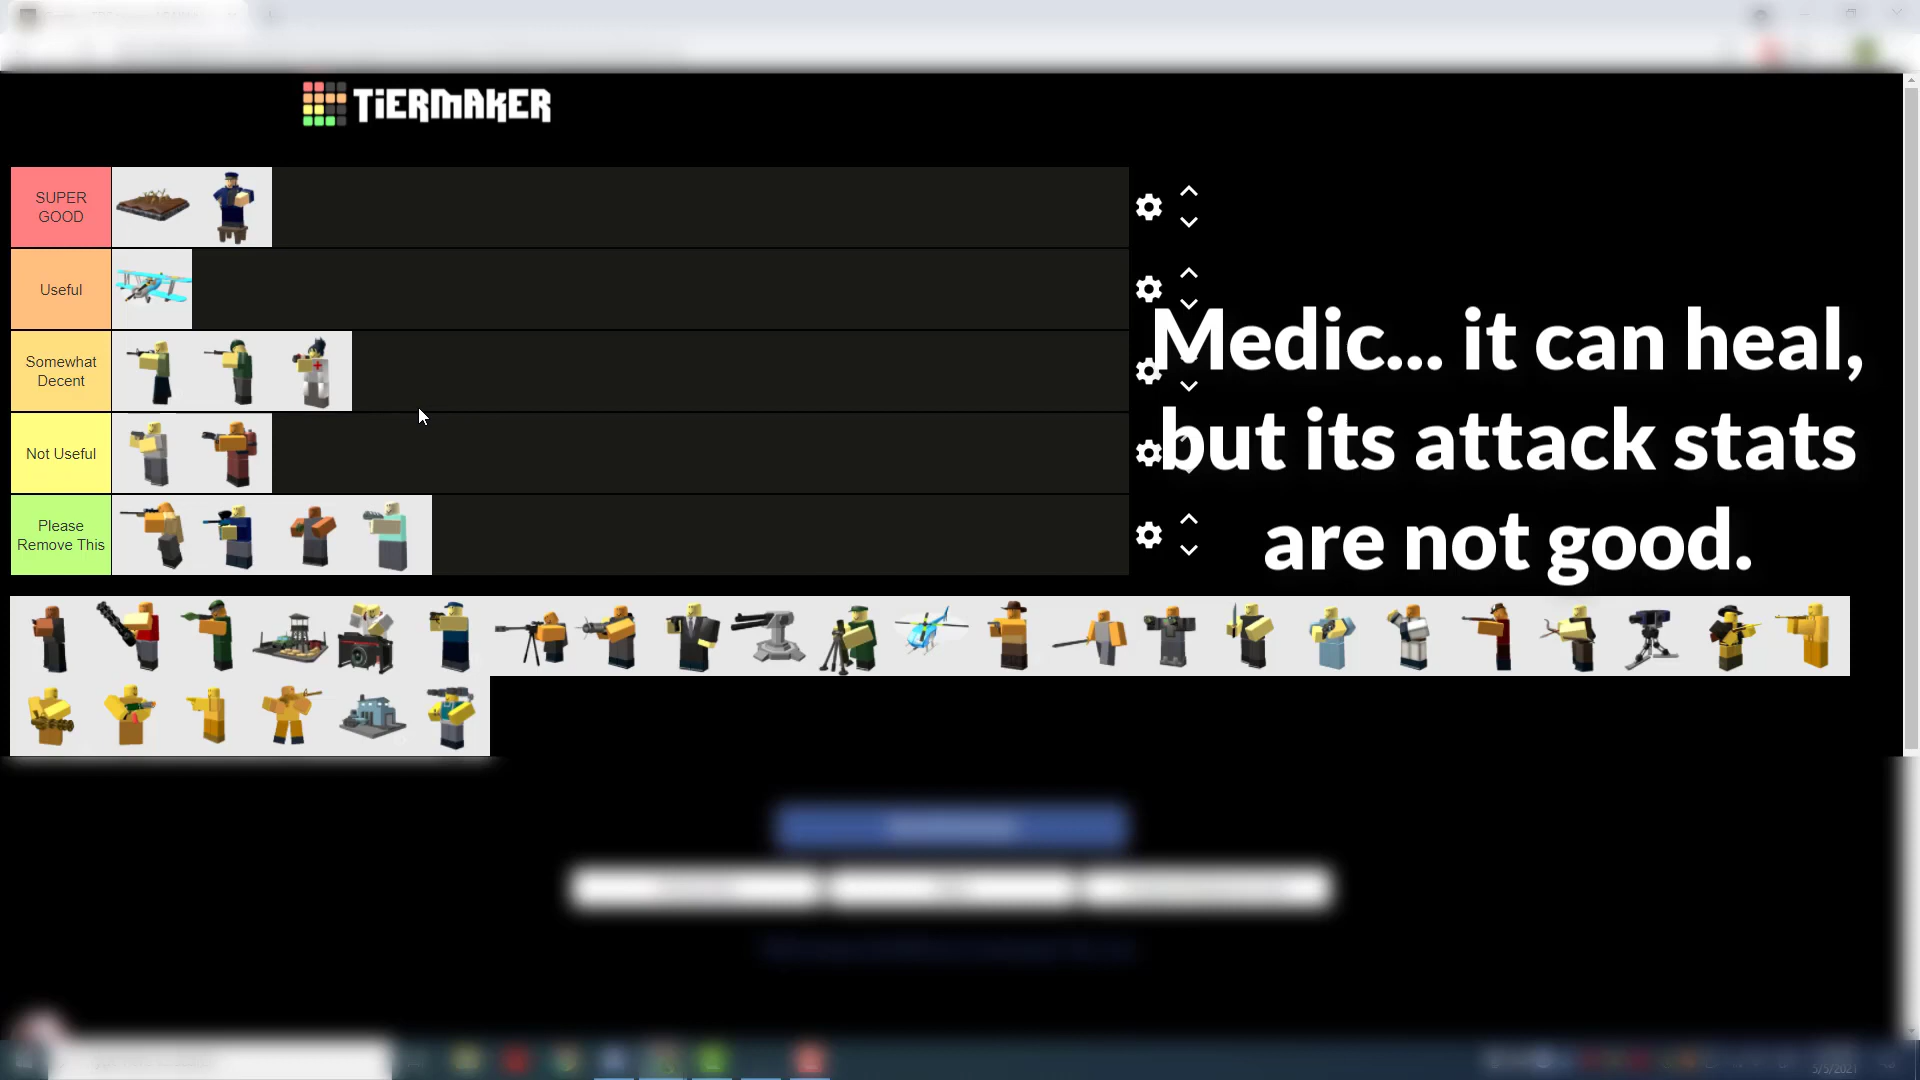 TiERMAKER
SUPER
GOOD
Useful
Somewhat
Decent
Not Useful
Please
Remove This
Medic... it can heal,
but its attack stats
are not good.